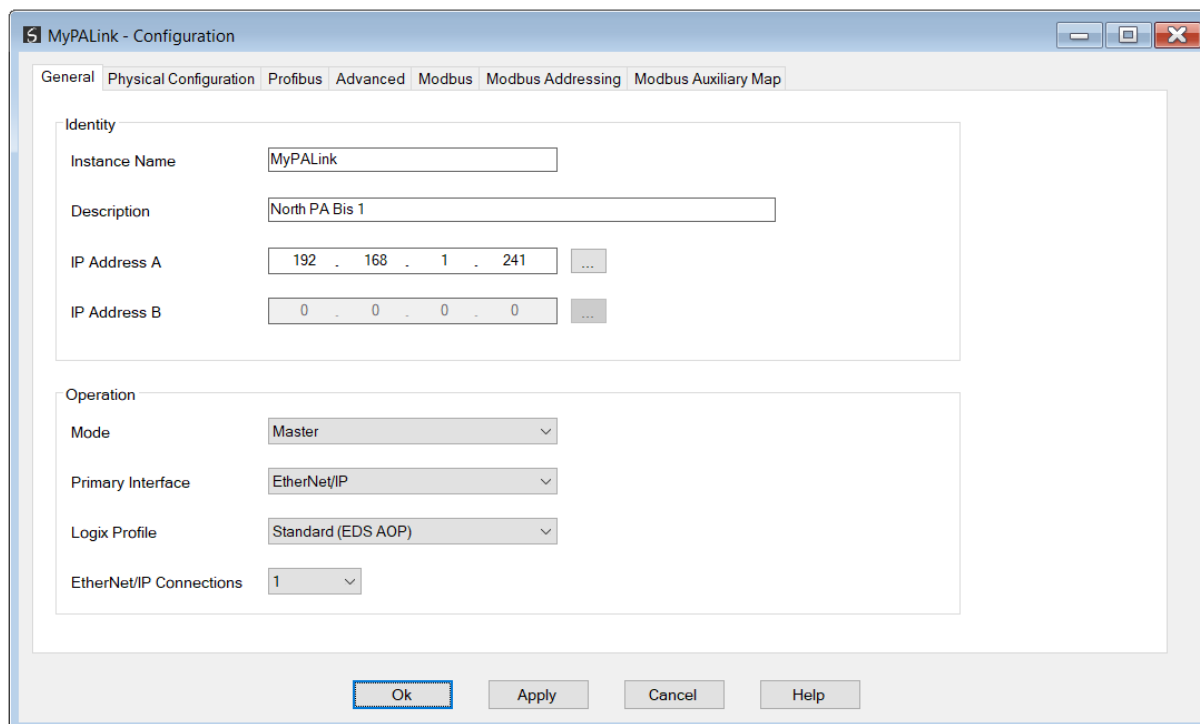 MyPALink - Configuration
General Physical Configuration Profibus Advanced Modbus Modbus Addressing Modbus Auxiliary Map
Identity
Instance Name MyPALink
Description North PA Bis 1
IP Address A 192 . 168 . 1 . 241 ...
IP Address B 0 . 0 . 0 . 0 ...
Operation
Mode Master
Primary Interface EtherNet/IP
Logix Profile Standard (EDS AOP)
EtherNet/IP Connections 1
Ok Apply Cancel Help